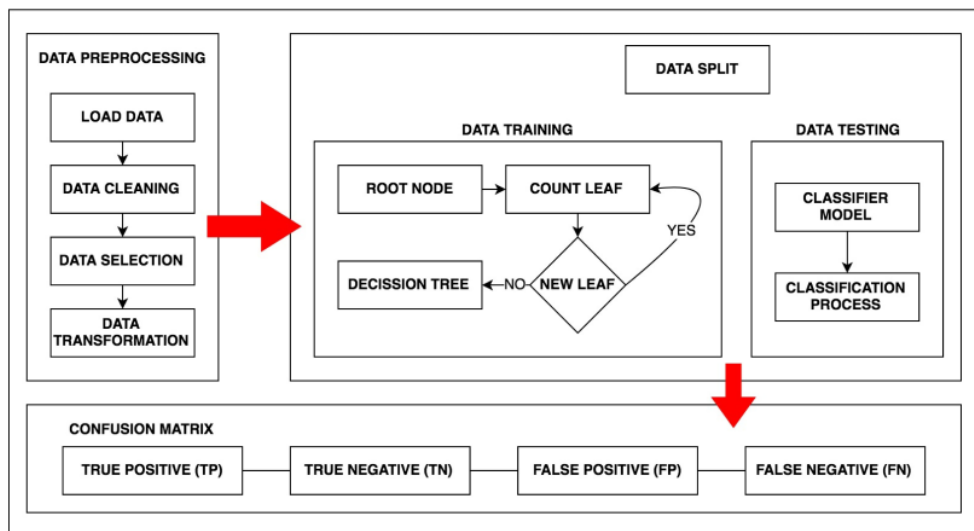 DATA PREPROCESSING
LOAD DATA
DATA CLEANING
DATA SELECTION
DATA
TRANSFORMATION
DATA SPLIT
DATA TRAINING
ROOT NODE
COUNT LEAF
YES
DECISSION TREE
NO
NEW LEAF
DATA TESTING
CLASSIFIER
MODEL
CLASSIFICATION
PROCESS
CONFUSION MATRIX
TRUE POSITIVE (TP)
TRUE NEGATIVE (TN)
FALSE POSITIVE (FP)
FALSE NEGATIVE (FN)